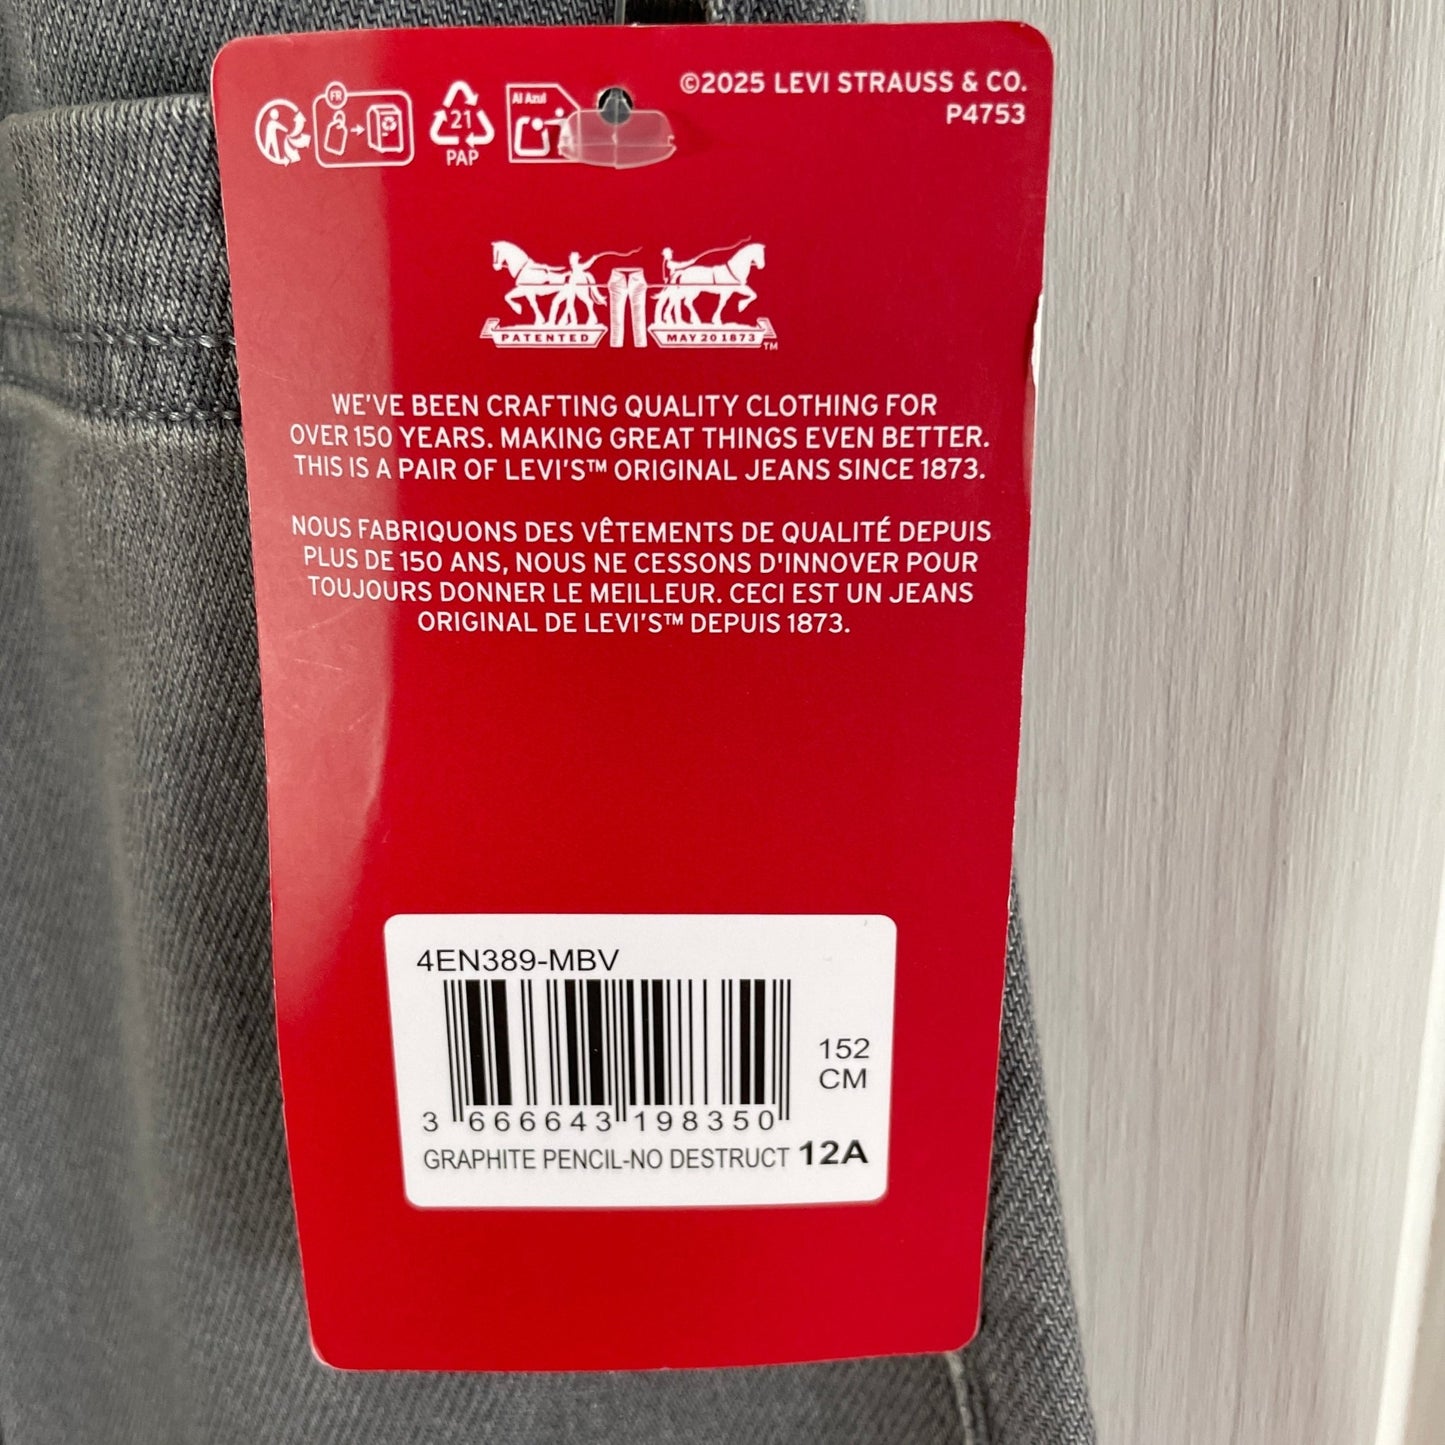 ©2025 LEVI STRAUSS & CO.
P4753
FR
21
PAP
Al Azul
PATENTED
MAY 20 1873 ™
WE'VE BEEN CRAFTING QUALITY CLOTHING FOR
OVER 150 YEARS. MAKING GREAT THINGS EVEN BETTER.
THIS IS A PAIR OF LEVI'S™ ORIGINAL JEANS SINCE 1873.
NOUS FABRIQUONS DES VÊTEMENTS DE QUALITÉ DEPUIS
PLUS DE 150 ANS, NOUS NE CESSONS D'INNOVER POUR
TOUJOURS DONNER LE MEILLEUR. CECI EST UN JEANS
ORIGINAL DE LEVI'S™ DEPUIS 1873.
4EN389-MBV
152
CM
3 666643 198350
GRAPHITE PENCIL-NO DESTRUCT 12A